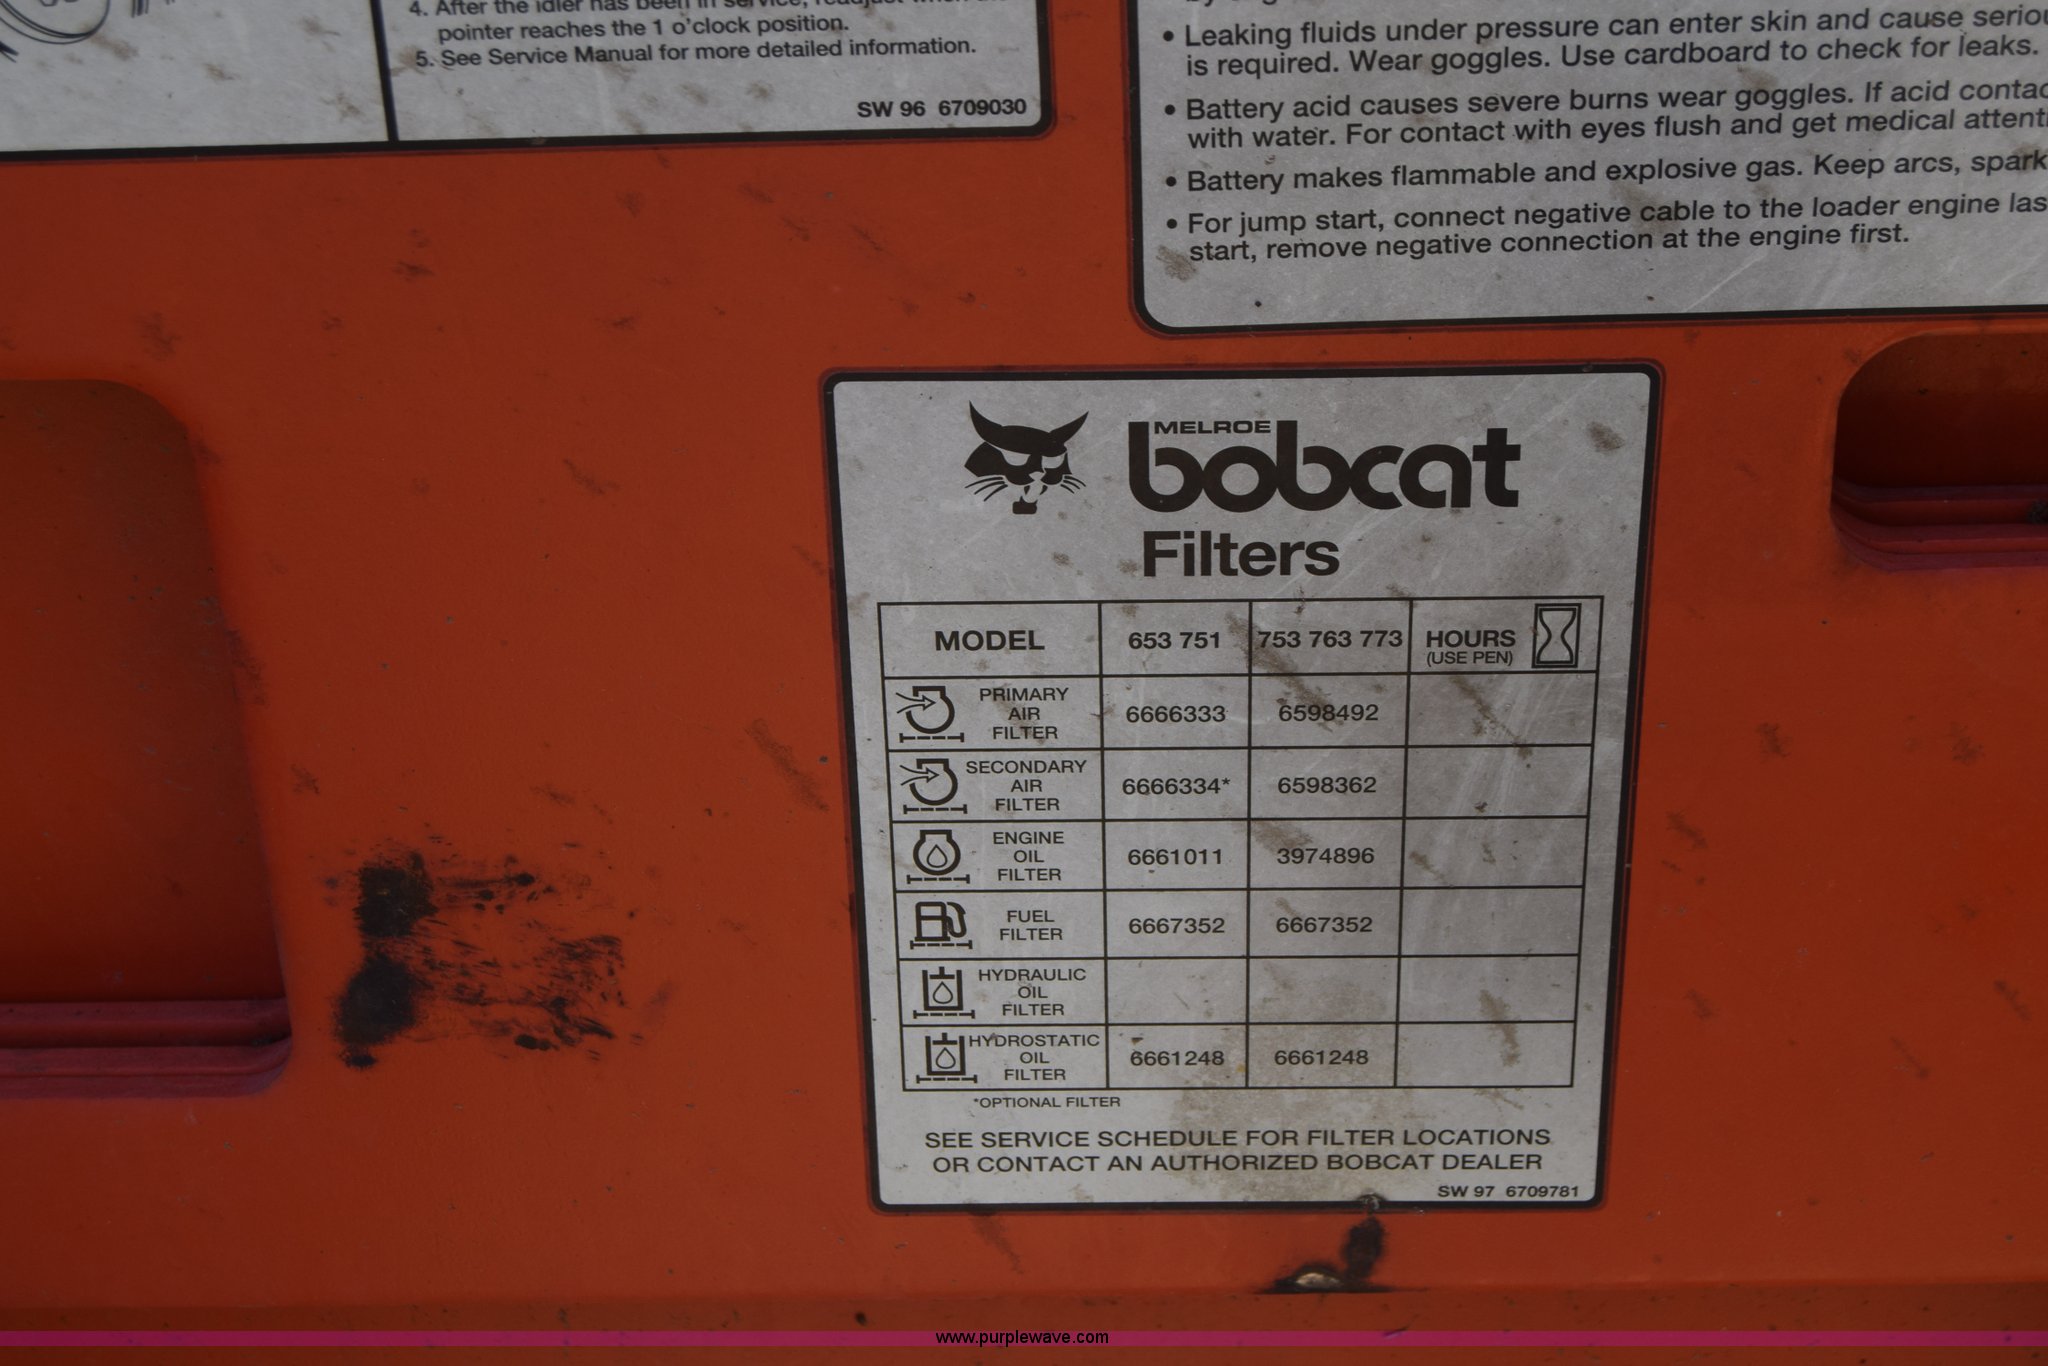 4. After the idler has been in service, readjust when the
pointer reaches the 1 o'clock position.
5. See Service Manual for more detailed information.
SW 96 6709030
• Leaking fluids under pressure can enter skin and cause
is required. Wear goggles. Use cardboard to check for leaks.
• Battery acid causes severe burns wear goggles. If acid
with water. For contact with eyes flush and get medical
• Battery makes flammable and explosive gas. Keep arcs,
• For jump start, connect negative cable to the loader engine
start, remove negative connection at the engine first.
MELROE
bobcat
Filters
MODEL 653 751 753 763 773 HOURS
(USE PEN)
PRIMARY
AIR
FILTER
6666333 6598492
SECONDARY
AIR
FILTER
6666334* 6598362
ENGINE
OIL
FILTER
6661011 3974896
FUEL
FILTER
6667352 6667352
HYDRAULIC
OIL
FILTER
HYDROSTATIC
OIL
FILTER
6661248 6661248
*OPTIONAL FILTER
SEE SERVICE SCHEDULE FOR FILTER LOCATIONS
OR CONTACT AN AUTHORIZED BOBCAT DEALER
SW 97 6709781
www.purplewave.com